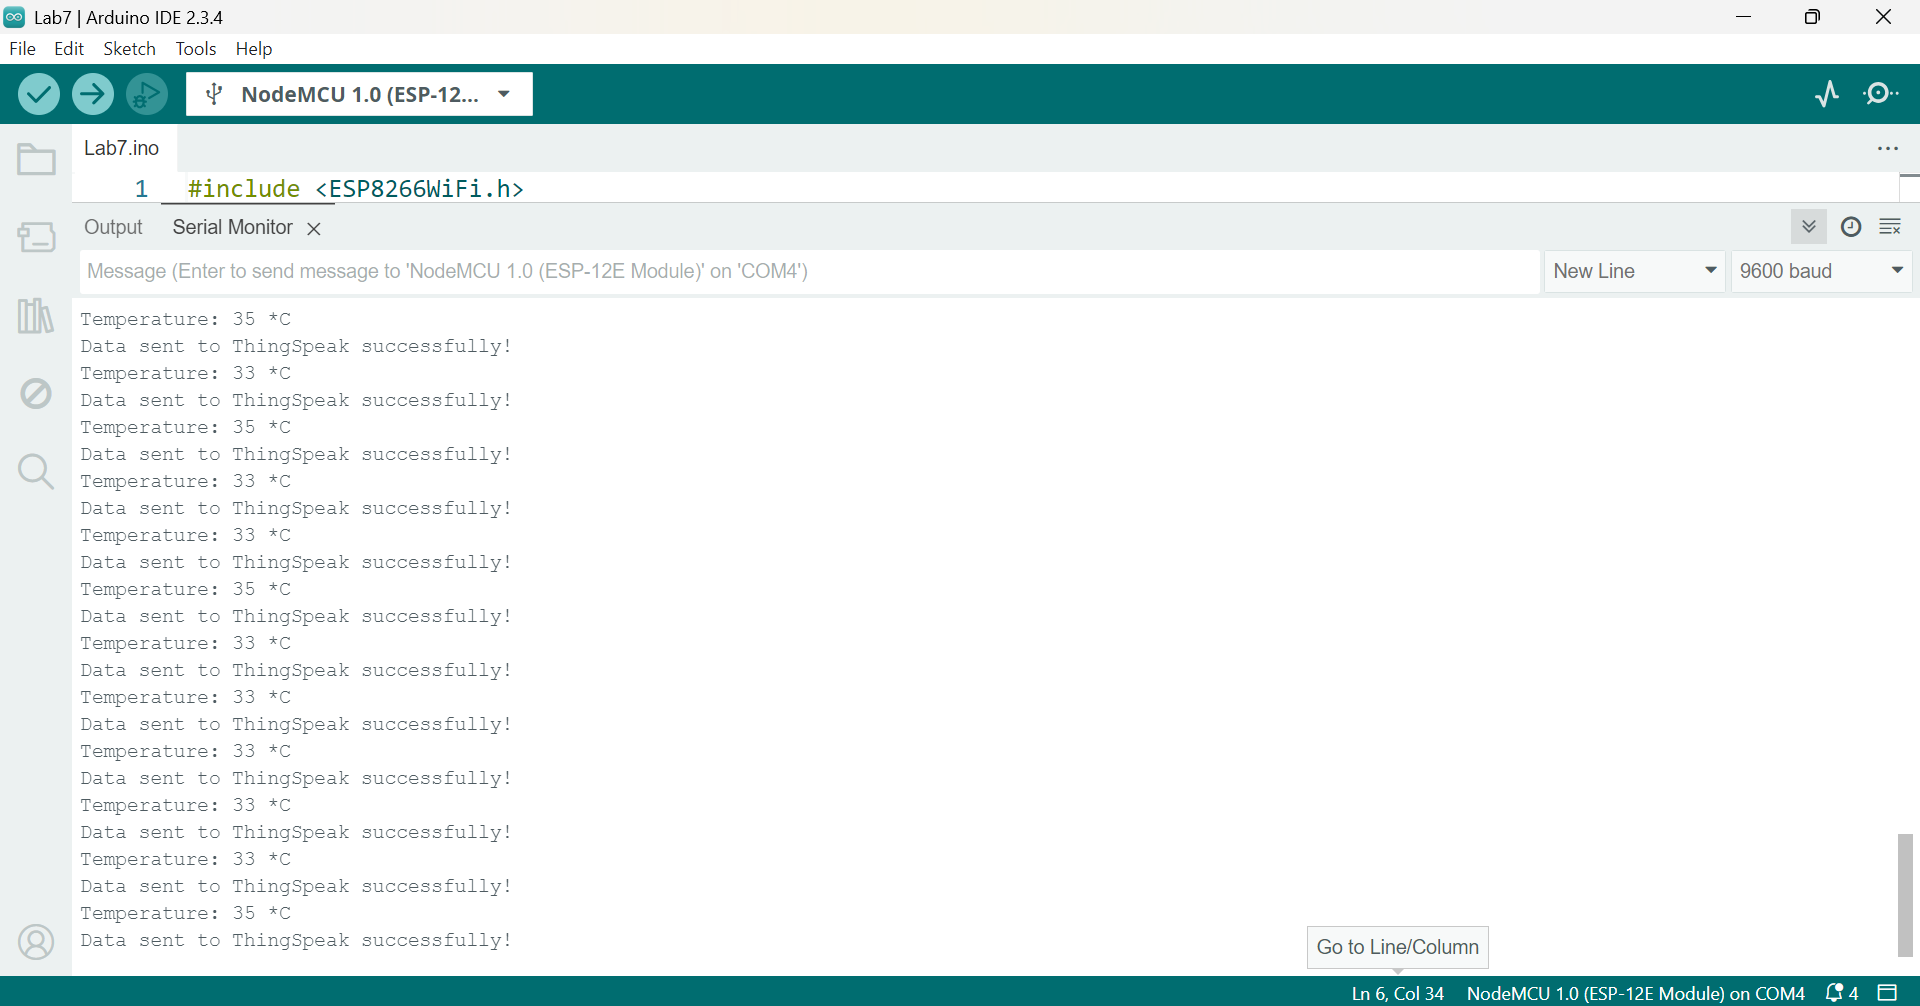 Lab7 | Arduino IDE 2.3.4
File Edit Sketch Tools Help
NodeMCU 1.0 (ESP-12...
Lab7.ino
1 #include <ESP8266WiFi.h>
Output Serial Monitor
Message (Enter to send message to 'NodeMCU 1.0 (ESP-12E Module)' on 'COM4') New Line 9600 baud
Temperature: 35 *C
Data sent to ThingSpeak successfully!
Temperature: 33 *C
Data sent to ThingSpeak successfully!
Temperature: 35 *C
Data sent to ThingSpeak successfully!
Temperature: 33 *C
Data sent to ThingSpeak successfully!
Temperature: 33 *C
Data sent to ThingSpeak successfully!
Temperature: 35 *C
Data sent to ThingSpeak successfully!
Temperature: 33 *C
Data sent to ThingSpeak successfully!
Temperature: 33 *C
Data sent to ThingSpeak successfully!
Temperature: 33 *C
Data sent to ThingSpeak successfully!
Temperature: 33 *C
Data sent to ThingSpeak successfully!
Temperature: 33 *C
Data sent to ThingSpeak successfully!
Temperature: 35 *C
Data sent to ThingSpeak successfully!
Go to Line/Column
Ln 6, Col 34 NodeMCU 1.0 (ESP-12E Module) on COM4 4